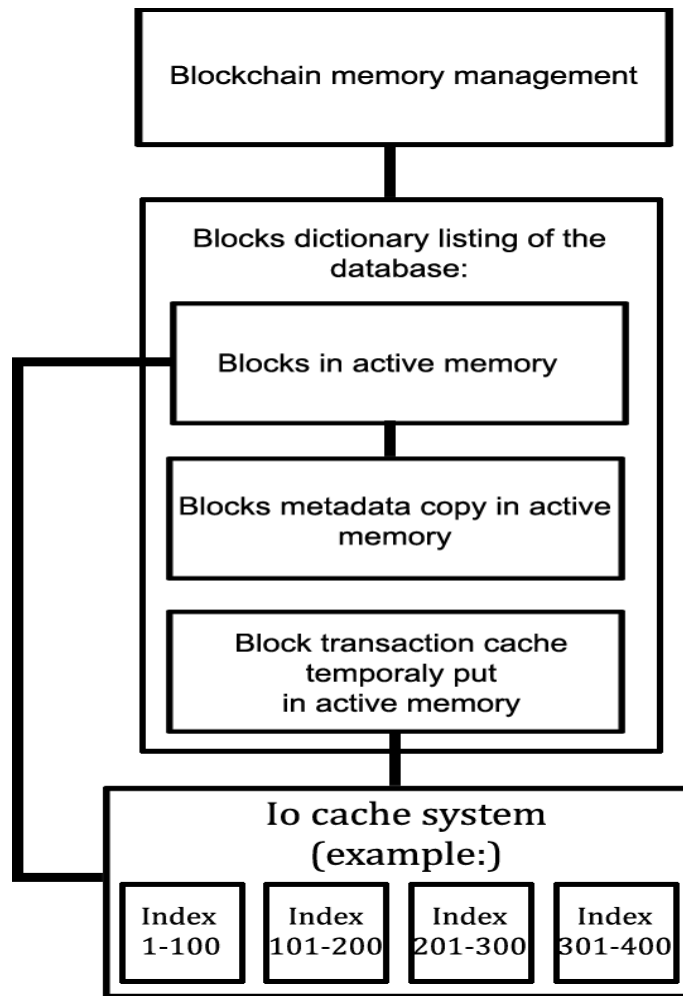 Blockchain memory management
Blocks dictionary listing of the
database:
Blocks in active memory
Blocks metadata copy in active
memory
Block transaction cache
temporaly put
in active memory
Io cache system
(example:)
Index
1-100
Index
101-200
Index
201-300
Index
301-400